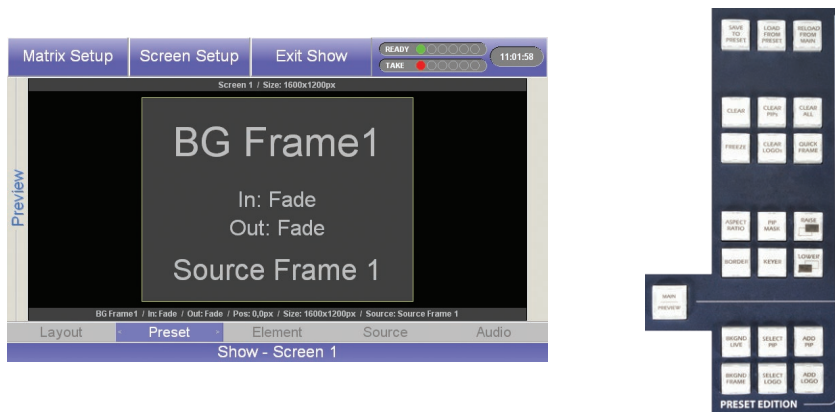 Matrix Setup
Screen Setup
Exit Show
READY
TAKE
11:01:58
Screen 1 / Size: 1600x1200px
Preview
BG Frame1
In: Fade
Out: Fade
Source Frame 1
BG Frame1 / In: Fade / Out: Fade / Pos: 0,0px / Size: 1600x1200px / Source: Source Frame 1
Layout
Preset
Element
Source
Audio
Show - Screen 1
SAVE TO PRESET
LOAD FROM PRESET
RELOAD FROM MAIN
CLEAR
CLEAR PIPs
CLEAR ALL
FREEZE
CLEAR LOGOs
QUICK FRAME
ASPECT RATIO
PIP MASK
RAISE
BORDER
KEYER
LOWER
MAIN
PREVIEW
BKGND LIVE
SELECT PIP
ADD PIP
BKGND FRAME
SELECT LOGO
ADD LOGO
PRESET EDITION